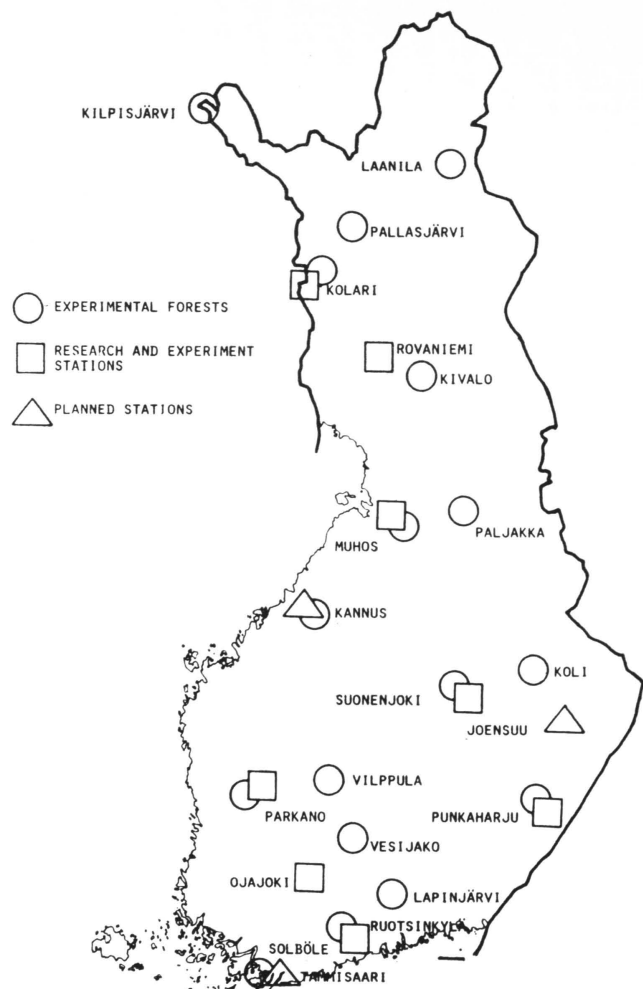 KILPISJÄRVI
LAANILA
PALLASJÄRVI
KOLARI
EXPERIMENTAL FORESTS
RESEARCH AND EXPERIMENT
STATIONS
PLANNED STATIONS
ROVANIEMI
KIVALO
MUHOS
PALJAKKA
KANNUS
KOLI
SUONENJOKI
JOENSUU
VILPPULA
PARKANO
PUNKAHARJU
VESIJAKO
OJAJOKI
LAPINJÄRVI
RUOTSINKYLÄ
SOLBÖLE
TAMMISAARI